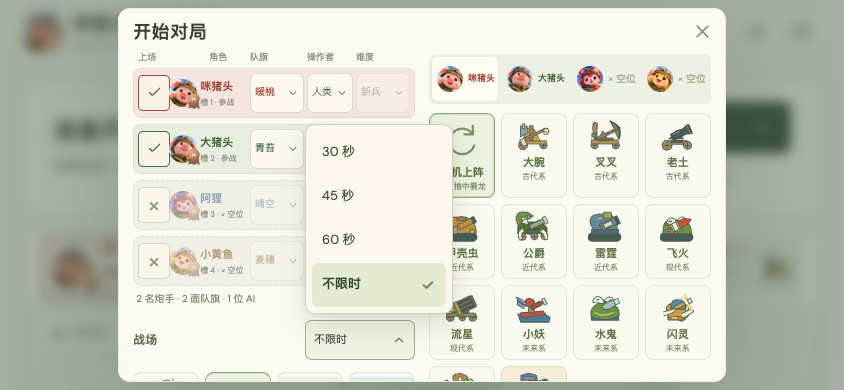 开始对局
上场 角色 队旗 操作者 难度
咪猪头
槽 1 · 参战
暖桃
人类
新兵
大猪头
槽 2 · 参战
青苔
阿狸
槽 3 · × 空位
晴空
小黄鱼
槽 4 · × 空位
麦穗
2 名炮手 · 2 面队旗 · 1 位 AI
战场
不限时
30 秒
45 秒
60 秒
不限时
咪猪头
大猪头
× 空位
× 空位
机上阵
抽中暴龙
大腕
古代系
叉叉
古代系
老土
古代系
壳虫
近代系
公爵
近代系
雷霆
近代系
飞火
现代系
流星
现代系
小妖
未来系
水鬼
未来系
闪灵
未来系